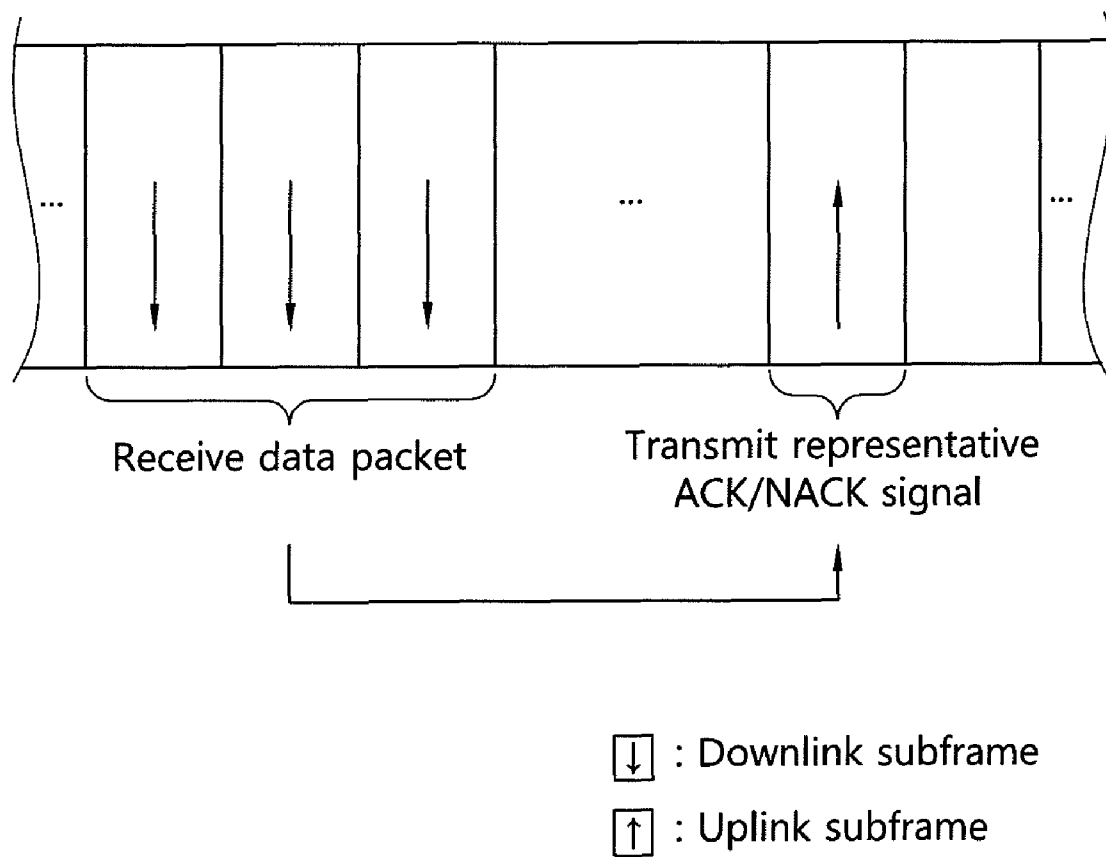 ... ... ...
Receive data packet
Transmit representative
ACK/NACK signal
↓ : Downlink subframe
↑ : Uplink subframe